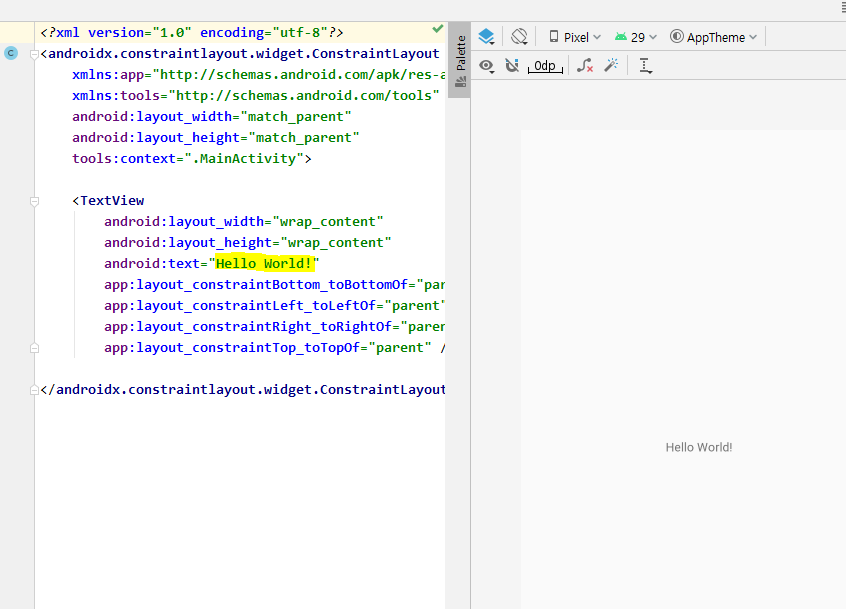 <?xml version="1.0" encoding="utf-8"?>
<androidx.constraintlayout.widget.ConstraintLayout
xmlns:app="http://schemas.android.com/apk/res-a
xmlns:tools="http://schemas.android.com/tools"
android:layout_width="match_parent"
android:layout_height="match_parent"
tools:context=".MainActivity">
<TextView
android:layout_width="wrap_content"
android:layout_height="wrap_content"
android:text="Hello World!"
app:layout_constraintBottom_toBottomOf="par
app:layout_constraintLeft_toLeftOf="parent"
app:layout_constraintRight_toRightOf="paren
app:layout_constraintTop_toTopOf="parent" /
</androidx.constraintlayout.widget.ConstraintLayout
C
Palette
Pixel 29 AppTheme
0dp
Hello World!